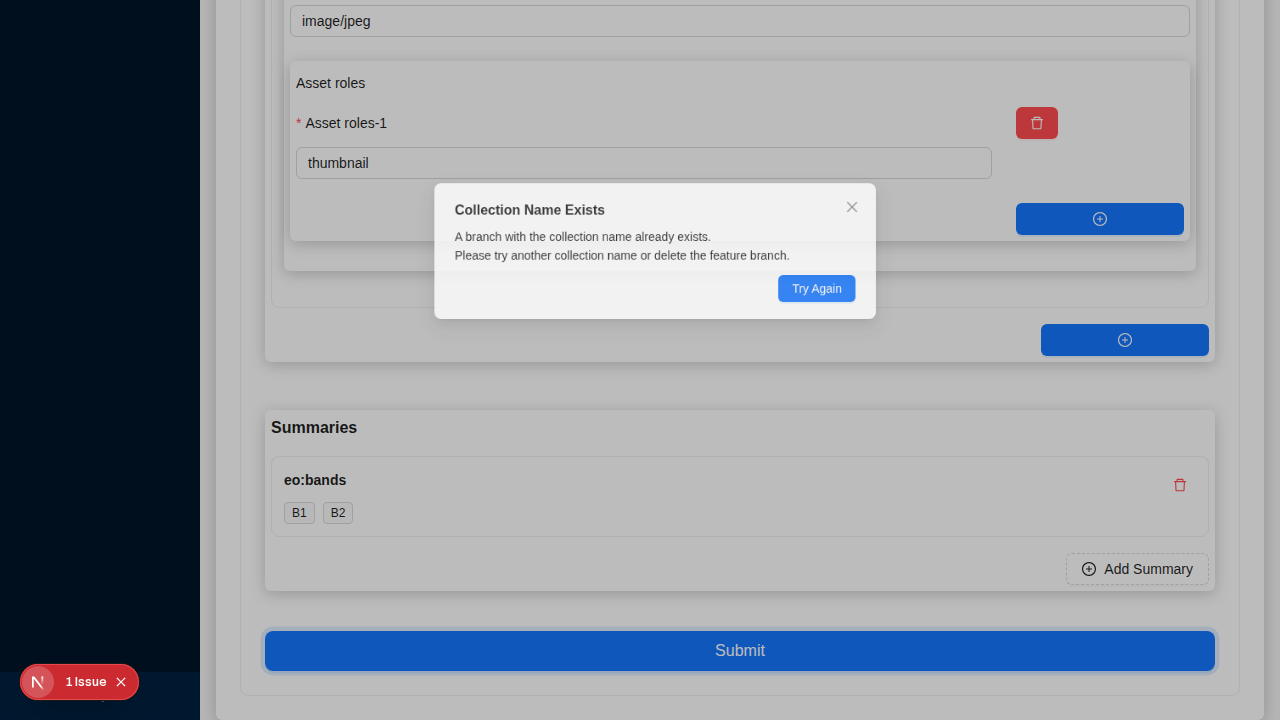 image/jpeg
Asset roles
* Asset roles-1
thumbnail
Collection Name Exists
A branch with the collection name already exists.
Please try another collection name or delete the feature branch.
Try Again
Summaries
eo:bands
B1 B2
Add Summary
Submit
N 1 Issue